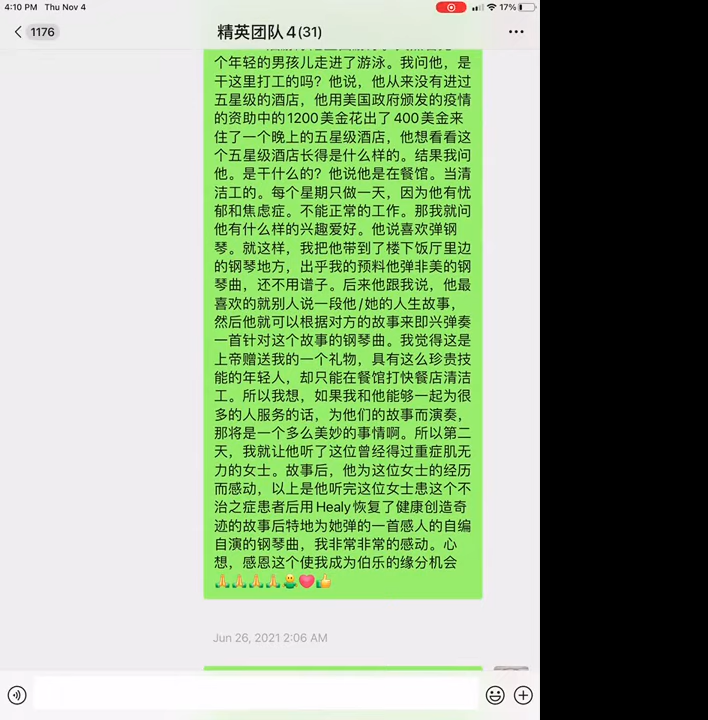 4:10 PM Thu Nov 4
17%
1176
精英团队4(31)
个年轻的男孩儿走进了游泳。我问他，是
干这里打工的吗？他说，他从来没有进过
五星级的酒店，他用美国政府颁发的疫情
的资助中的1200美金花出了400美金来
住了一个晚上的五星级酒店，他想看看这
个五星级酒店长得是什么样的。结果我问
他。是干什么的？他说他是在餐馆。当清
洁工的。每个星期只做一天，因为他有忧
郁和焦虑症。不能正常的工作。那我就问
他有什么样的兴趣爱好。他说喜欢弹钢
琴。就这样，我把他带到了楼下饭厅里边
的钢琴地方，出乎我的预料他弹非美的钢
琴曲，还不用谱子。后来他跟我说，他最
喜欢的就别人说一段他/她的人生故事，
然后他就可以根据对方的故事来即兴弹奏
一首针对这个故事的钢琴曲。我觉得这是
上帝赠送我的一个礼物，具有这么珍贵技
能的年轻人，却只能在餐馆打快餐店清洁
工。所以我想，如果我和他能够一起为很
多的人服务的话，为他们的故事而演奏，
那将是一个多么美妙的事情啊。所以第二
天，我就让他听了这位曾经得过重症肌无
力的女士。故事后，他为这位女士的经历
而感动，以上是他听完这位女士患这个不
治之症患者后用Healy恢复了健康创造奇
迹的故事后特地为她弹的一首感人的自编
自演的钢琴曲，我非常非常的感动。心
想，感恩这个使我成为伯乐的缘分机会
Jun 26, 2021 2:06 AM